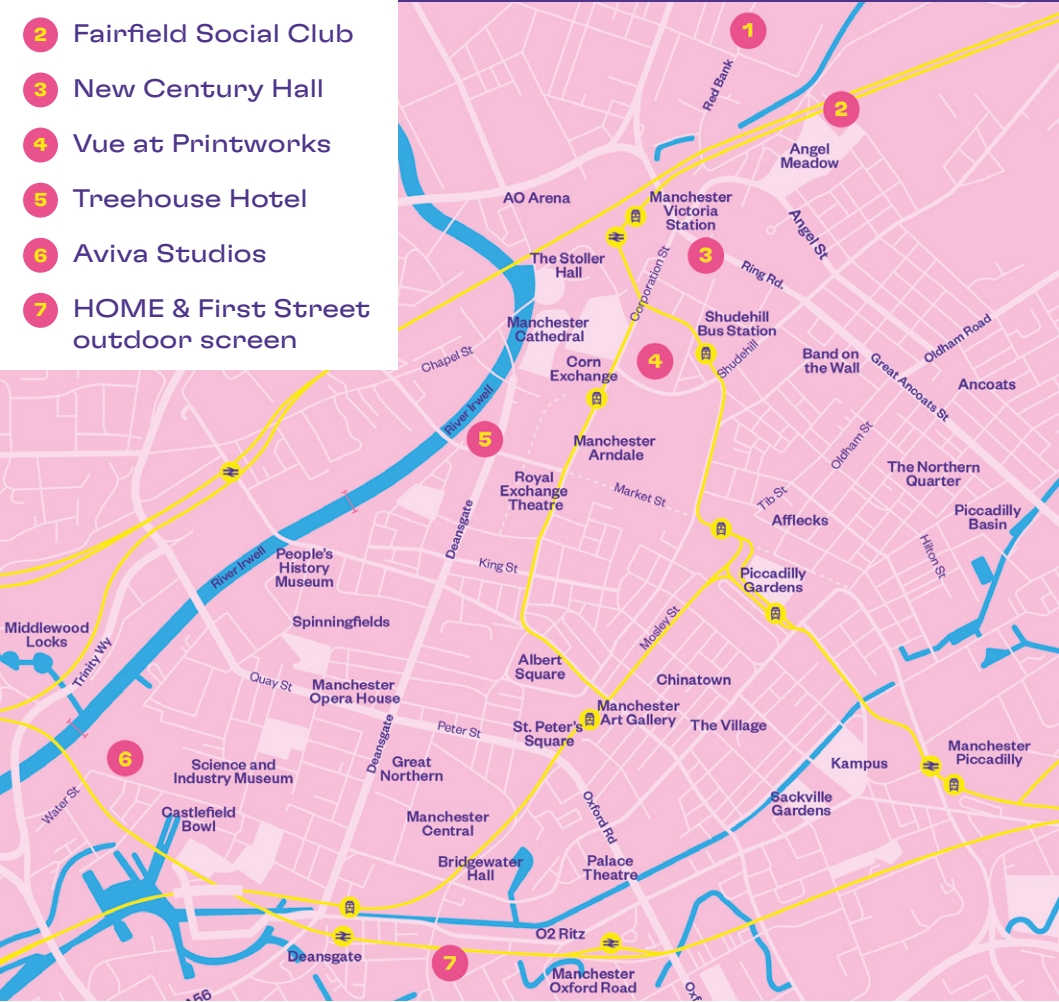 2 Fairfield Social Club
3 New Century Hall
4 Vue at Printworks
5 Treehouse Hotel
6 Aviva Studios
7 HOME & First Street
outdoor screen
1
Red Bank
2
Angel
Meadow
AO Arena
Manchester
Victoria
Station
Angel St
3
The Stoller
Hall
Corporation St
Ring Rd.
Manchester
Cathedral
Shudehill
Bus Station
Oldham Road
Chapel St
Corn
Exchange
4
Shudehill
Band on
the Wall
Great Ancoats St
Ancoats
River Irwell
5
Manchester
Arndale
Oldham St
Royal
Exchange
Theatre
Market St
The Northern
Quarter
Tib St
Afflecks
Piccadilly
Basin
Deansgate
Hilton St
River Irwell
People's
History
Museum
King St
Piccadilly
Gardens
Spinningfields
Mosley St
Middlewood
Locks
Trinity Wy
Albert
Square
Quay St
Manchester
Opera House
Chinatown
Manchester
Art Gallery
St. Peter's
Square
The Village
Peter St
Deansgate
6
Science and
Industry Museum
Great
Northern
Kampus
Manchester
Piccadilly
Water St
Castlefield
Bowl
Manchester
Central
Oxford Rd
Sackville
Gardens
Bridgewater
Hall
Palace
Theatre
O2 Ritz
Deansgate
7
Manchester
Oxford Road
A56
Oxf